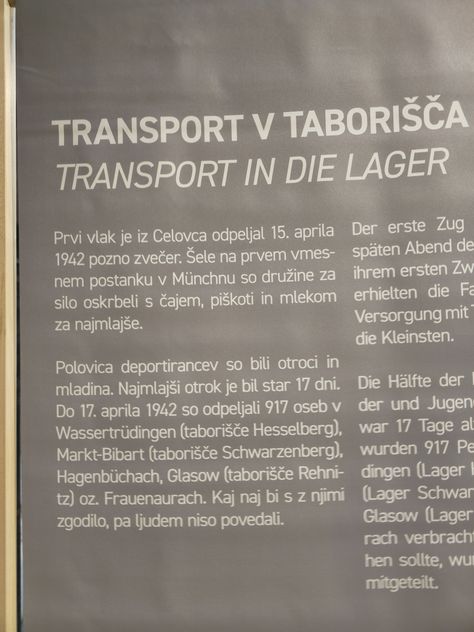 TRANSPORT V TABORIŠČA
TRANSPORT IN DIE LAGER
Prvi vlak je iz Celovca odpeljal 15. aprila
1942 pozno zvečer. Šele na prvem vmes-
nem postanku v Münchnu so družine za
silo oskrbeli s čajem, piškoti in mlekom
za najmlajše.
Polovica deportirancev so bili otroci in
mladina. Najmlajši otrok je bil star 17 dni.
Do 17. aprila 1942 so odpeljali 917 oseb v
Wassertrüdingen (taborišče Hesselberg),
Markt-Bibart (taborišče Schwarzenberg),
Hagenbüchach, Glasow (taborišče Rehni-
tz) oz. Frauenaurach. Kaj naj bi s z njimi
zgodilo, pa ljudem niso povedali.
Der erste Zug
späten Abend de
ihrem ersten Zw
erhielten die Fa
Versorgung mit
die Kleinsten.
Die Hälfte der
der und Jugen
war 17 Tage al
wurden 917 Pe
dingen (Lager
(Lager Schwar
Glasow (Lager
rach verbracht
hen sollte, wur
mitgeteilt.